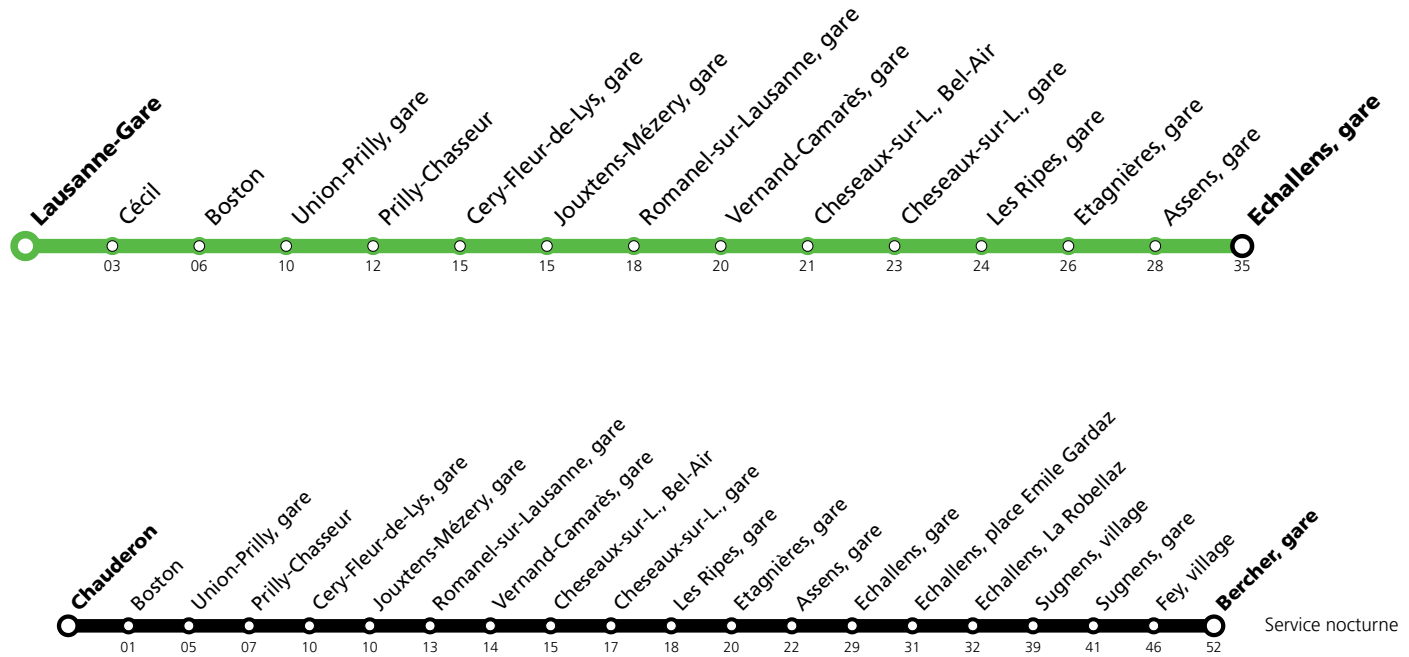 Lausanne-Gare
Cécil
Boston
Union-Prilly, gare
Prilly-Chasseur
Cery-Fleur-de-Lys, gare
Jouxtens-Mézery, gare
Romanel-sur-Lausanne, gare
Vernand-Camarès, gare
Cheseaux-sur-L., Bel-Air
Cheseaux-sur-L., gare
Les Ripes, gare
Etagnières, gare
Assens, gare
Echallens, gare
03 06 10 12 15 15 18 20 21 23 24 26 28 35
Chauderon
Boston
Union-Prilly, gare
Prilly-Chasseur
Cery-Fleur-de-Lys, gare
Jouxtens-Mézery, gare
Romanel-sur-Lausanne, gare
Vernand-Camarès, gare
Cheseaux-sur-L., Bel-Air
Cheseaux-sur-L., gare
Les Ripes, gare
Etagnières, gare
Assens, gare
Echallens, gare
Echallens, place Emile Gardaz
Echallens, La Robellaz
Sugnens, village
Sugnens, gare
Fey, village
Bercher, gare
Service nocturne
01 05 07 10 10 13 14 15 17 18 20 22 29 31 32 39 41 46 52